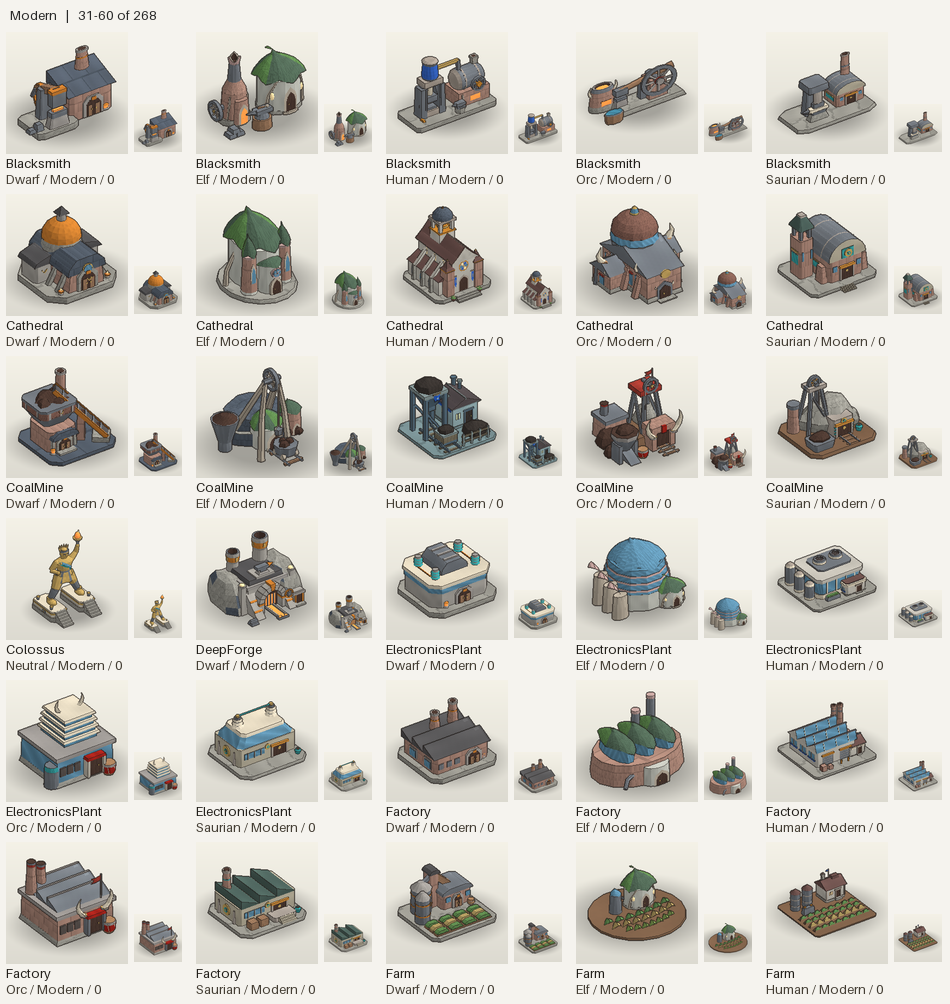 Modern | 31-60 of 268
Blacksmith
Dwarf / Modern / 0
Blacksmith
Elf / Modern / 0
Blacksmith
Human / Modern / 0
Blacksmith
Orc / Modern / 0
Blacksmith
Saurian / Modern / 0
Cathedral
Dwarf / Modern / 0
Cathedral
Elf / Modern / 0
Cathedral
Human / Modern / 0
Cathedral
Orc / Modern / 0
Cathedral
Saurian / Modern / 0
CoalMine
Dwarf / Modern / 0
CoalMine
Elf / Modern / 0
CoalMine
Human / Modern / 0
CoalMine
Orc / Modern / 0
CoalMine
Saurian / Modern / 0
Colossus
Neutral / Modern / 0
DeepForge
Dwarf / Modern / 0
ElectronicsPlant
Dwarf / Modern / 0
ElectronicsPlant
Elf / Modern / 0
ElectronicsPlant
Human / Modern / 0
ElectronicsPlant
Orc / Modern / 0
ElectronicsPlant
Saurian / Modern / 0
Factory
Dwarf / Modern / 0
Factory
Elf / Modern / 0
Factory
Human / Modern / 0
Factory
Orc / Modern / 0
Factory
Saurian / Modern / 0
Farm
Dwarf / Modern / 0
Farm
Elf / Modern / 0
Farm
Human / Modern / 0